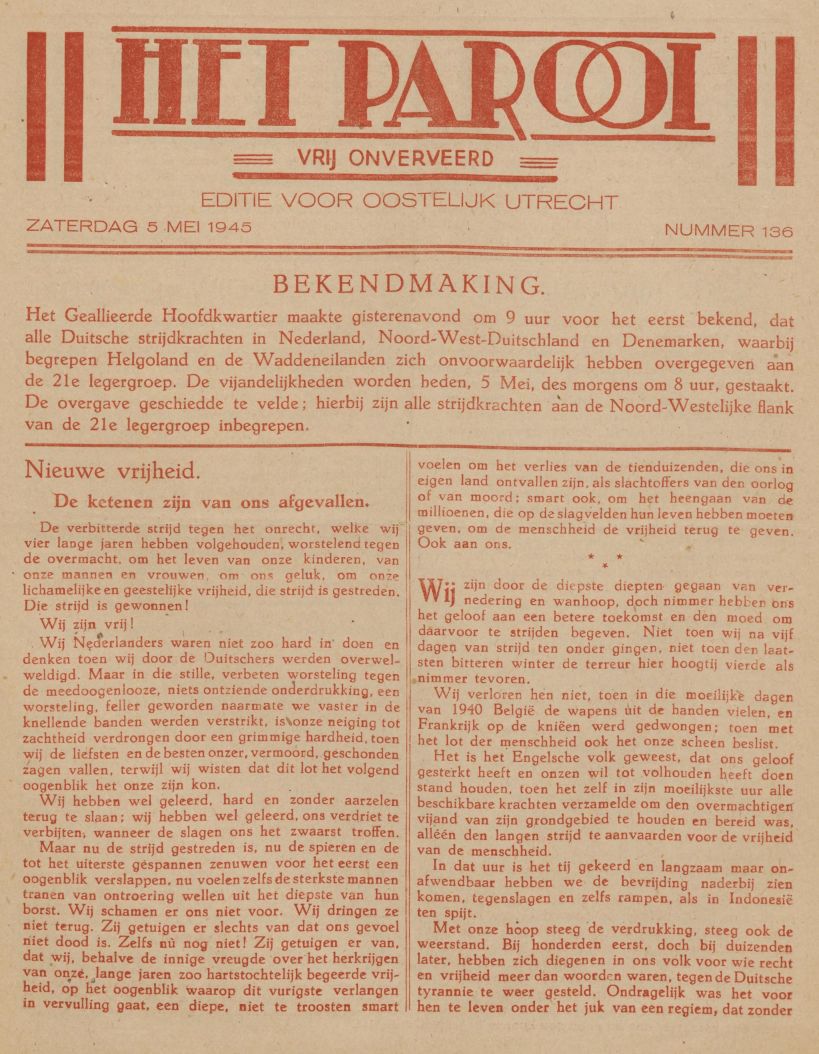 HET PAROOL
VRIJ ONVERVEERD
EDITIE VOOR OOSTELIJK UTRECHT
ZATERDAG 5 MEI 1945
NUMMER 136
BEKENDMAKING.
Het Geallieerde Hoofdkwartier maakte gisterenavond om 9 uur voor het eerst bekend, dat
alle Duitsche strijdkrachten in Nederland, Noord-West-Duitschland en Denemarken, waarbij
begrepen Helgoland en de Waddeneilanden zich onvoorwaardelijk hebben overgegeven aan
de 21e legergroep. De vijandelijkheden worden heden, 5 Mei, des morgens om 8 uur, gestaakt.
De overgave geschiedde te velde; hierbij zijn alle strijdkrachten aan de Noord-Westelijke flank
van de 21e legergroep inbegrepen.
Nieuwe vrijheid.
De ketenen zijn van ons afgevallen.
De verbitterde strijd tegen het onrecht, welke wij
vier lange jaren hebben volgehouden, worstelend tegen
de overmacht, om het leven van onze kinderen, van
onze mannen en vrouwen, om ons geluk, om onze
lichamelijke en geestelijke vrijheid, die strijd is gestreden.
Die strijd is gewonnen!
Wij zijn vrij!
Wij Nederlanders waren niet zoo hard in doen en
denken toen wij door de Duitschers werden overwel-
weldigd. Maar in die stille, verbeten worsteling tegen
de meedoogenlooze, niets ontziende onderdrukking, een
worsteling, feller geworden naarmate we vaster in de
knellende banden werden verstrikt, is onze neiging tot
zachtheid verdrongen door een grimmige hardheid, toen
wij de liefsten en de besten onzer, vermoord, geschonden
zagen vallen, terwijl wij wisten dat dit lot het volgend
oogenblik het onze zijn kon.
Wij hebben wel geleerd, hard en zonder aarzelen
terug te slaan; wij hebben wel geleerd, ons verdriet te
verbijten, wanneer de slagen ons het zwaarst troffen.
Maar nu de strijd gestreden is, nu de spieren en de
tot het uiterste gespannen zenuwen voor het eerst een
oogenblik verslappen, nu voelen zelfs de sterkste mannen
tranen van ontroering wellen uit het diepste van hun
borst. Wij schamen er ons niet voor. Wij dringen ze
niet terug. Zij getuigen er slechts van dat ons gevoel
niet dood is. Zelfs nù nog niet! Zij getuigen er van,
dat wij, behalve de innige vreugde over het herkrijgen
van onze, lange jaren zoo hartstochtelijk begeerde vrij-
heid, op het oogenblik waarop dit vurigste verlangen
in vervulling gaat, een diepe, niet te troosten smart
voelen om het verlies van de tienduizenden, die ons in
eigen land ontvallen zijn, als slachtoffers van den oorlog
of van moord; smart ook, om het heengaan van de
millioenen, die op de slagvelden hun leven hebben moeten
geven, om de menschheid de vrijheid terug te geven.
Ook aan ons.
* * *
Wij zijn door de diepste diepten gegaan van ver-
nedering en wanhoop, doch nimmer hebben ons
het geloof aan een betere toekomst en den moed om
daarvoor te strijden begeven. Niet toen wij na vijf
dagen van strijd ten onder gingen, niet toen den laat-
sten bitteren winter de terreur hier hoogtij vierde als
nimmer tevoren.
Wij verloren hen niet, toen in die moeilijke dagen
van 1940 België de wapens uit de handen vielen, en
Frankrijk op de knieën werd gedwongen; toen met
het lot der menschheid ook het onze scheen beslist.
Het is het Engelsche volk geweest, dat ons geloof
gesterkt heeft en onzen wil tot volhouden heeft doen
stand houden, toen het zelf in zijn moeilijkste uur alle
beschikbare krachten verzamelde om den overmachtigen
vijand van zijn grondgebied te houden en bereid was,
alléén den langen strijd te aanvaarden voor de vrijheid
van de menschheid.
In dat uur is het tij gekeerd en langzaam maar on-
afwendbaar hebben we de bevrijding naderbij zien
komen, tegenslagen en zelfs rampen, als in Indonesië
ten spijt.
Met onze hoop steeg de verdrukking, steeg ook de
weerstand. Bij honderden eerst, doch bij duizenden
later, hebben zich diegenen in ons volk voor wie recht
en vrijheid meer dan woorden waren, tegen de Duitsche
tyrannie te weer gesteld. Ondragelijk was het voor
hen te leven onder het juk van een regiem, dat zonder